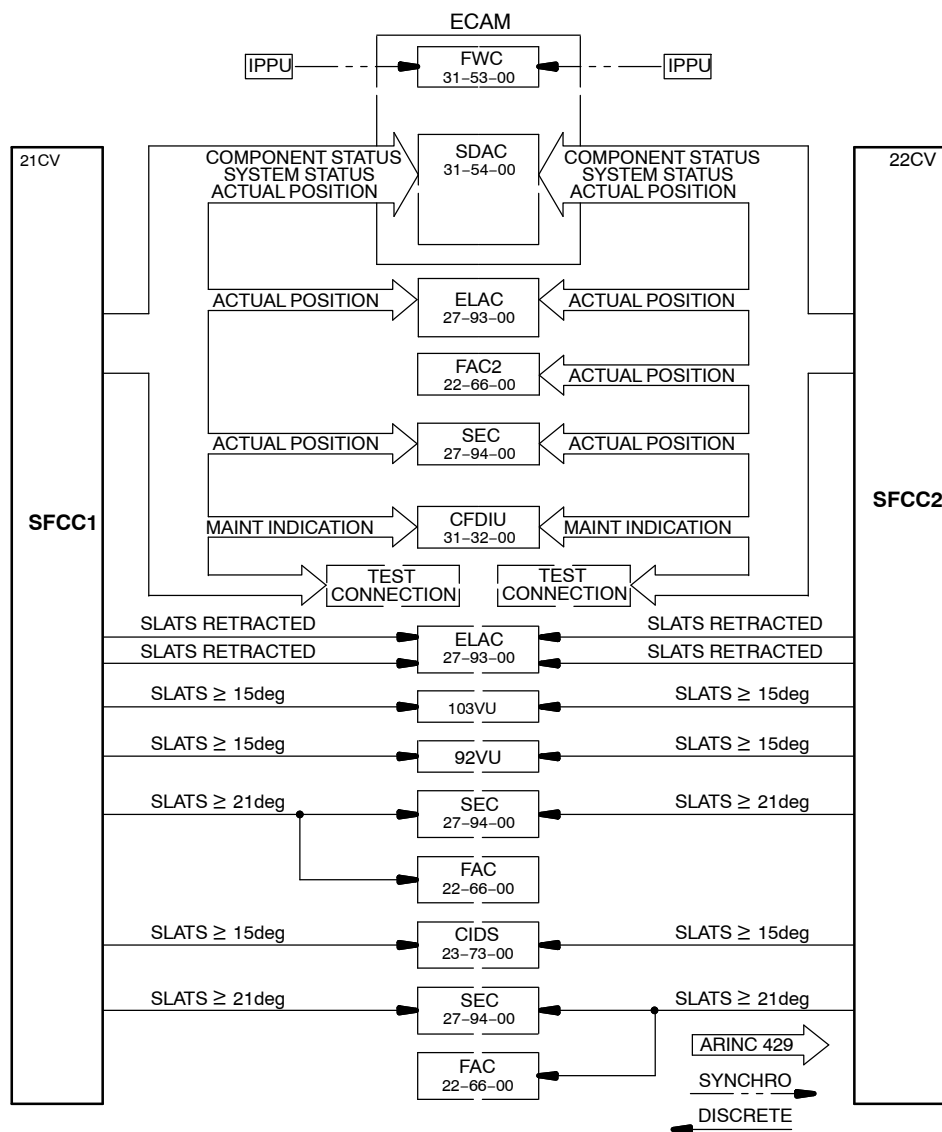 ECAM
IPPU
FWC
31-53-00
IPPU
21CV
22CV
COMPONENT STATUS
SYSTEM STATUS
ACTUAL POSITION
SDAC
31-54-00
COMPONENT STATUS
SYSTEM STATUS
ACTUAL POSITION
ACTUAL POSITION
ELAC
27-93-00
ACTUAL POSITION
FAC2
22-66-00
ACTUAL POSITION
ACTUAL POSITION
SEC
27-94-00
ACTUAL POSITION
SFCC1
SFCC2
MAINT INDICATION
CFDIU
31-32-00
MAINT INDICATION
TEST
CONNECTION
TEST
CONNECTION
SLATS RETRACTED
SLATS RETRACTED
ELAC
27-93-00
SLATS RETRACTED
SLATS RETRACTED
SLATS ≥ 15deg
103VU
SLATS ≥ 15deg
SLATS ≥ 15deg
92VU
SLATS ≥ 15deg
SLATS ≥ 21deg
SEC
27-94-00
SLATS ≥ 21deg
FAC
22-66-00
SLATS ≥ 15deg
CIDS
23-73-00
SLATS ≥ 15deg
SLATS ≥ 21deg
SEC
27-94-00
SLATS ≥ 21deg
FAC
22-66-00
ARINC 429
SYNCHRO
DISCRETE